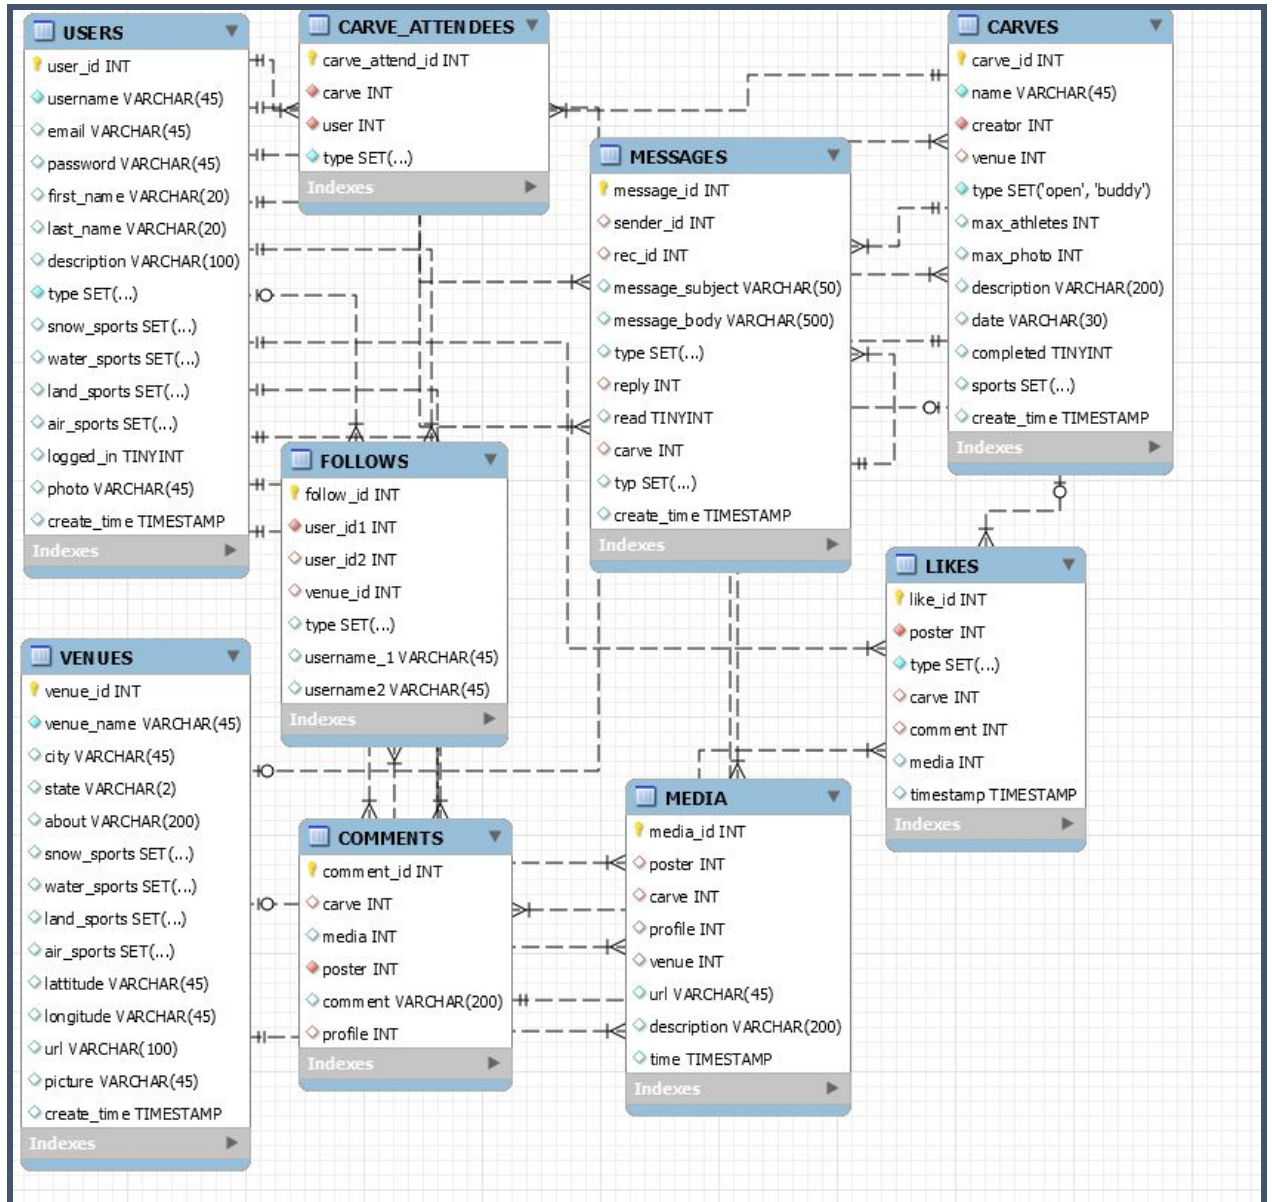 USERS
user_id INT
username VARCHAR(45)
email VARCHAR(45)
password VARCHAR(45)
first_name VARCHAR(20)
last_name VARCHAR(20)
description VARCHAR(100)
type SET(...)
snow_sports SET(...)
water_sports SET(...)
land_sports SET(...)
air_sports SET(...)
logged_in TINYINT
photo VARCHAR(45)
create_time TIMESTAMP
Indexes
CARVE_ATTENDEES
carve_attend_id INT
carve INT
user INT
type SET(...)
Indexes
MESSAGES
message_id INT
sender_id INT
rec_id INT
message_subject VARCHAR(50)
message_body VARCHAR(500)
type SET(...)
reply INT
read TINYINT
carve INT
typ SET(...)
create_time TIMESTAMP
Indexes
CARVES
carve_id INT
name VARCHAR(45)
creator INT
venue INT
type SET('open', 'buddy')
max_athletes INT
max_photo INT
description VARCHAR(200)
date VARCHAR(30)
completed TINYINT
sports SET(...)
create_time TIMESTAMP
Indexes
FOLLOWS
follow_id INT
user_id1 INT
user_id2 INT
venue_id INT
type SET(...)
username_1 VARCHAR(45)
username2 VARCHAR(45)
Indexes
LIKES
like_id INT
poster INT
type SET(...)
carve INT
comment INT
media INT
timestamp TIMESTAMP
Indexes
VENUES
venue_id INT
venue_name VARCHAR(45)
city VARCHAR(45)
state VARCHAR(2)
about VARCHAR(200)
snow_sports SET(...)
water_sports SET(...)
land_sports SET(...)
air_sports SET(...)
lattitude VARCHAR(45)
longitude VARCHAR(45)
url VARCHAR(100)
picture VARCHAR(45)
create_time TIMESTAMP
Indexes
COMMENTS
comment_id INT
carve INT
media INT
poster INT
comment VARCHAR(200)
profile INT
Indexes
MEDIA
media_id INT
poster INT
carve INT
profile INT
venue INT
url VARCHAR(45)
description VARCHAR(200)
time TIMESTAMP
Indexes